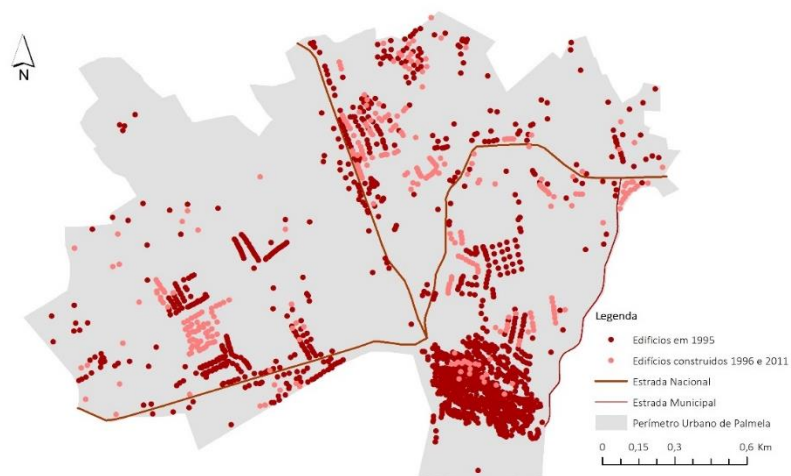 N
Legenda
Edifícios em 1995
Edifícios construidos 1996 e 2011
Estrada Nacional
Estrada Municipal
Perímetro Urbano de Palmela
0 0,15 0,3 0,6 Km